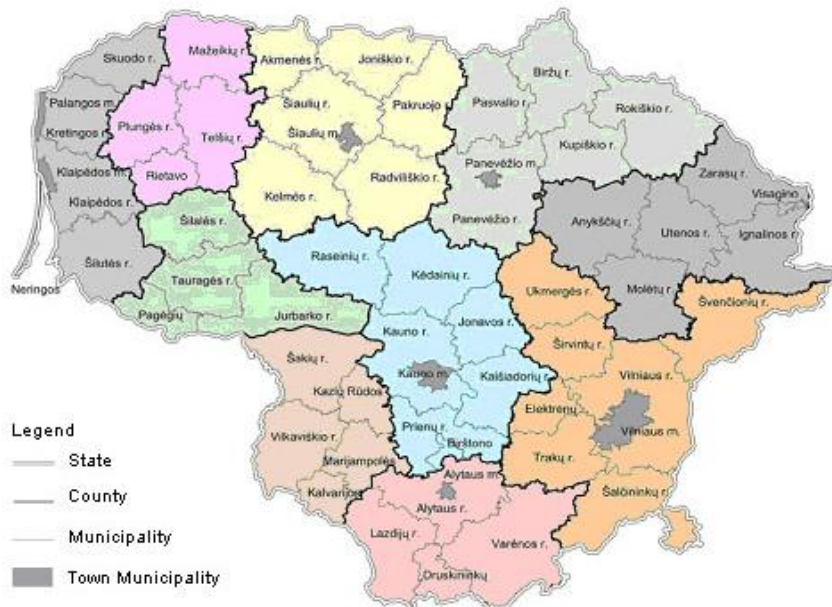 Skuodo r.
Mažeikių r.
Akmenės r.
Joniškio r.
Biržų r.
Pasvalio r.
Rokiškio r.
Palangos m.
Šiaulių r.
Pakruojo r.
Plungės r.
Telšių r.
Kretingos r.
Šiaulių m.
Kupiškio r.
Klaipėdos m.
Rietavo
Panevėžio m.
Zarasų r.
Radviliškio r.
Visagino
Klaipėdos r.
Kelmės r.
Šilalės r.
Panevėžio r.
Anykščių r.
Utenos r.
Ignalinos r.
Šilutės r.
Raseinių r.
Kėdainių r.
Tauragės r.
Neringos
Ukmergės r.
Molėtų r.
Švenčionių r.
Pagėgių
Jurbarko r.
Kauno r.
Jonavos r.
Širvintų r.
Šakių r.
Kauno m.
Kaišiadorių r.
Vilniaus r.
Kazlų Rūdos
Elektrėnų
Prienų r.
Vilniaus m.
Vilkaviškio r.
Birštono
Trakų r.
Marijampolės
Alytaus m.
Kalvarijos
Šalčininkų r.
Alytaus r.
Lazdijų r.
Varėnos r.
Druskininkų
Legend
State
County
Municipality
Town Municipality